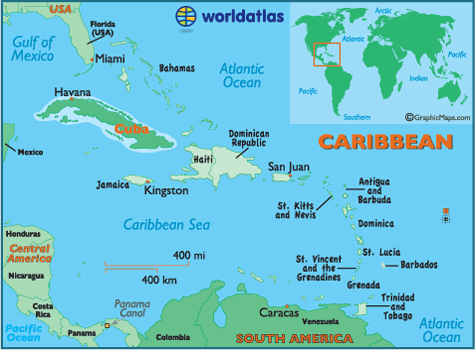 USA
Florida
(USA)
Gulf of
Mexico
Miami
worldatlas
Arctic
Atlantic
Pacific
Indian
Pacific
Southern
©GraphicMaps.com
Bahamas
Atlantic
Ocean
Havana
Cuba
CARIBBEAN
Mexico
Dominican
Republic
Haiti
San Juan
Jamaica
Kingston
St. Kitts
and Nevis
Antigua
and
Barbuda
Caribbean Sea
Dominica
Honduras
Central
America
Nicaragua
400 mi
400 km
St. Lucia
St. Vincent
and the
Grenadines
Barbados
Grenada
Costa
Rica
Panama
Canal
Caracas
Trinidad
and
Tobago
Pacific
Ocean
Panama
Colombia
Venezuela
SOUTH AMERICA
Atlantic
Ocean